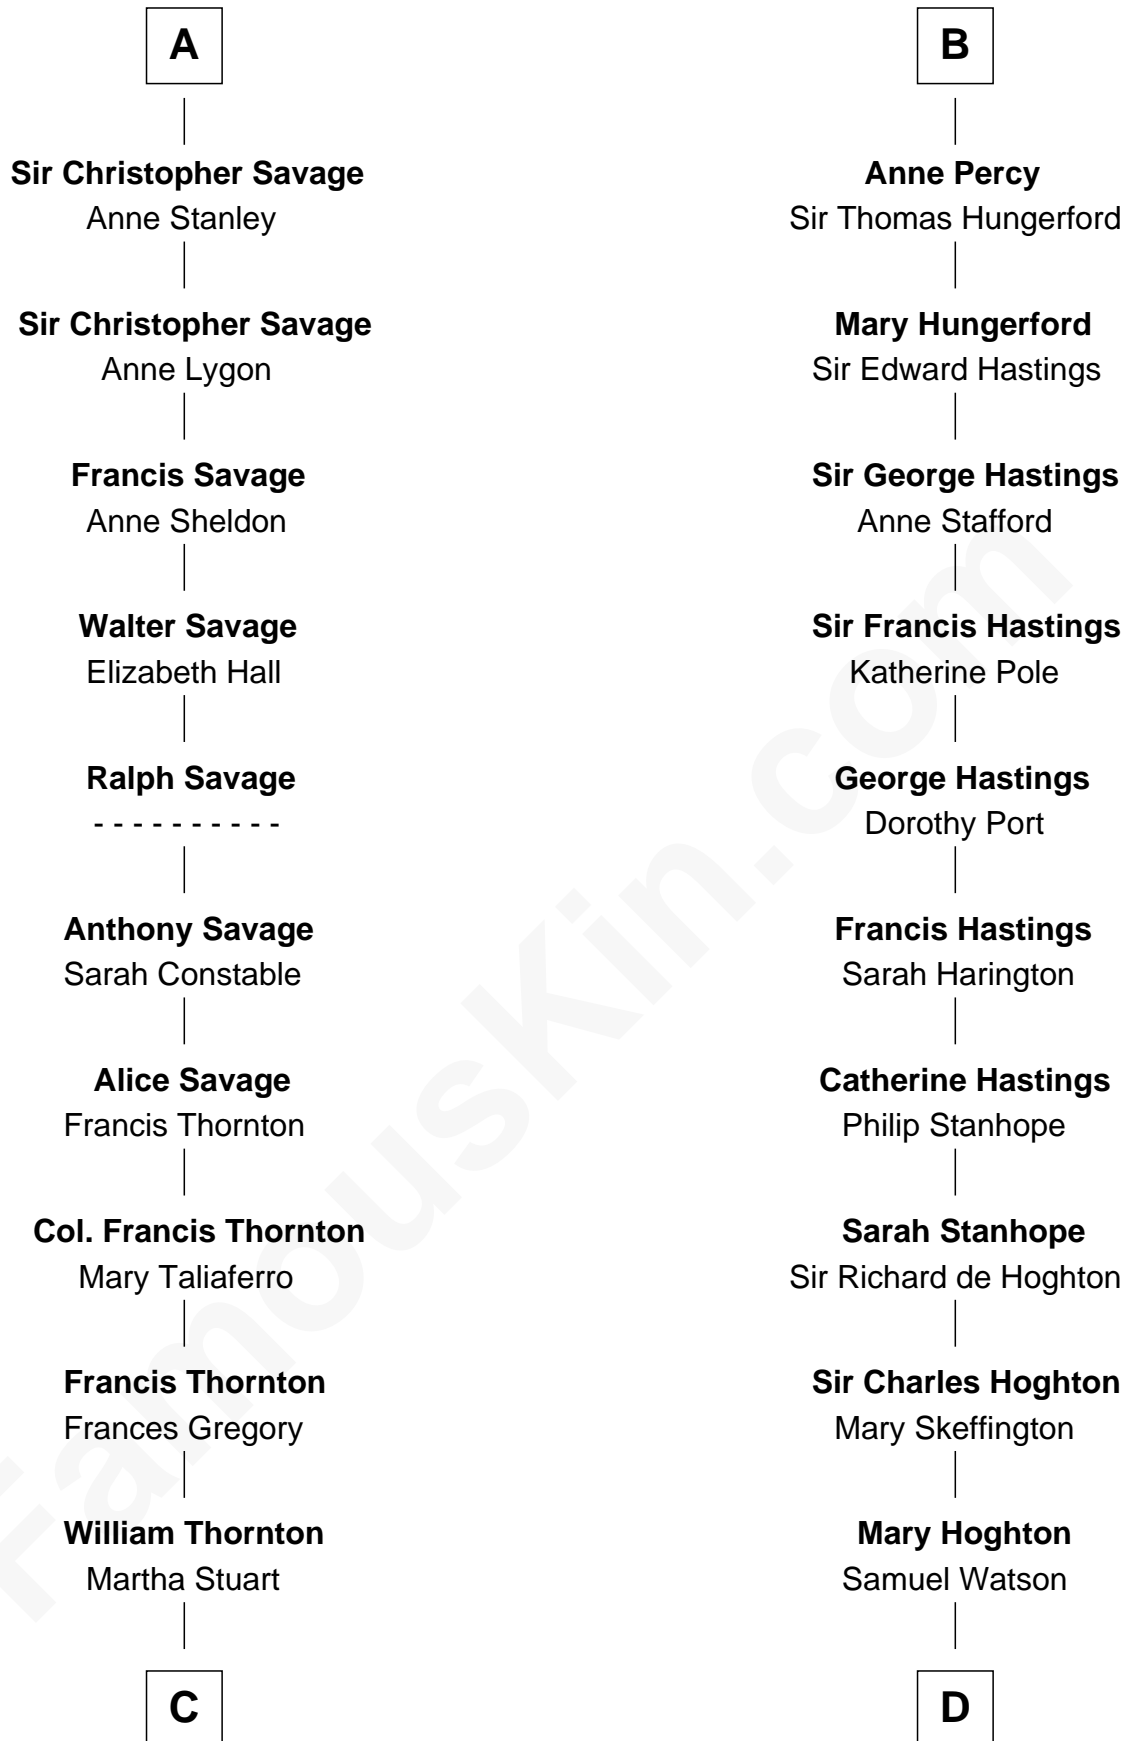 A
Sir Christopher Savage
Anne Stanley
Sir Christopher Savage
Anne Lygon
Francis Savage
Anne Sheldon
Walter Savage
Elizabeth Hall
Ralph Savage
- - - - - - - - - -
Anthony Savage
Sarah Constable
Alice Savage
Francis Thornton
Col. Francis Thornton
Mary Taliaferro
Francis Thornton
Frances Gregory
William Thornton
Martha Stuart
C
B
Anne Percy
Sir Thomas Hungerford
Mary Hungerford
Sir Edward Hastings
Sir George Hastings
Anne Stafford
Sir Francis Hastings
Katherine Pole
George Hastings
Dorothy Port
Francis Hastings
Sarah Harington
Catherine Hastings
Philip Stanhope
Sarah Stanhope
Sir Richard de Hoghton
Sir Charles Hoghton
Mary Skeffington
Mary Hoghton
Samuel Watson
D
FamousKin.com